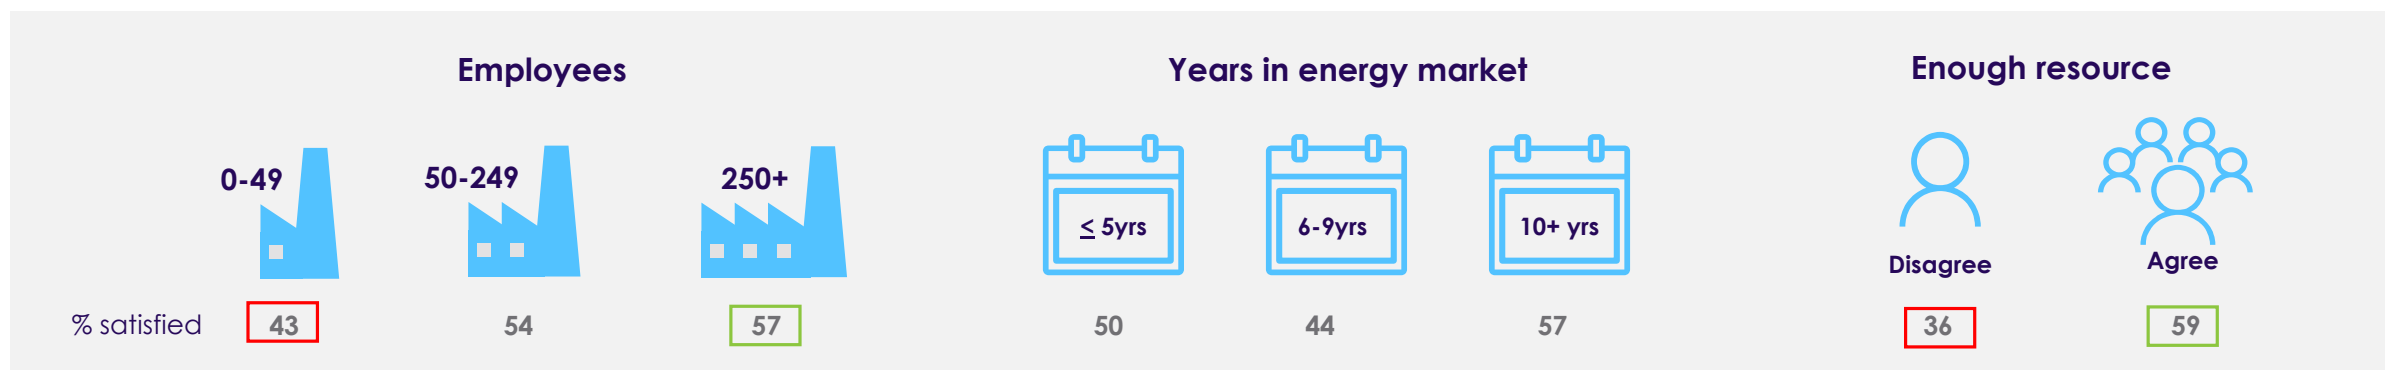 Employees
Years in energy market
Enough resource
0-49
50-249
250+
≤ 5yrs
6-9yrs
10+ yrs
Disagree
Agree
% satisfied
43
54
57
50
44
57
36
59